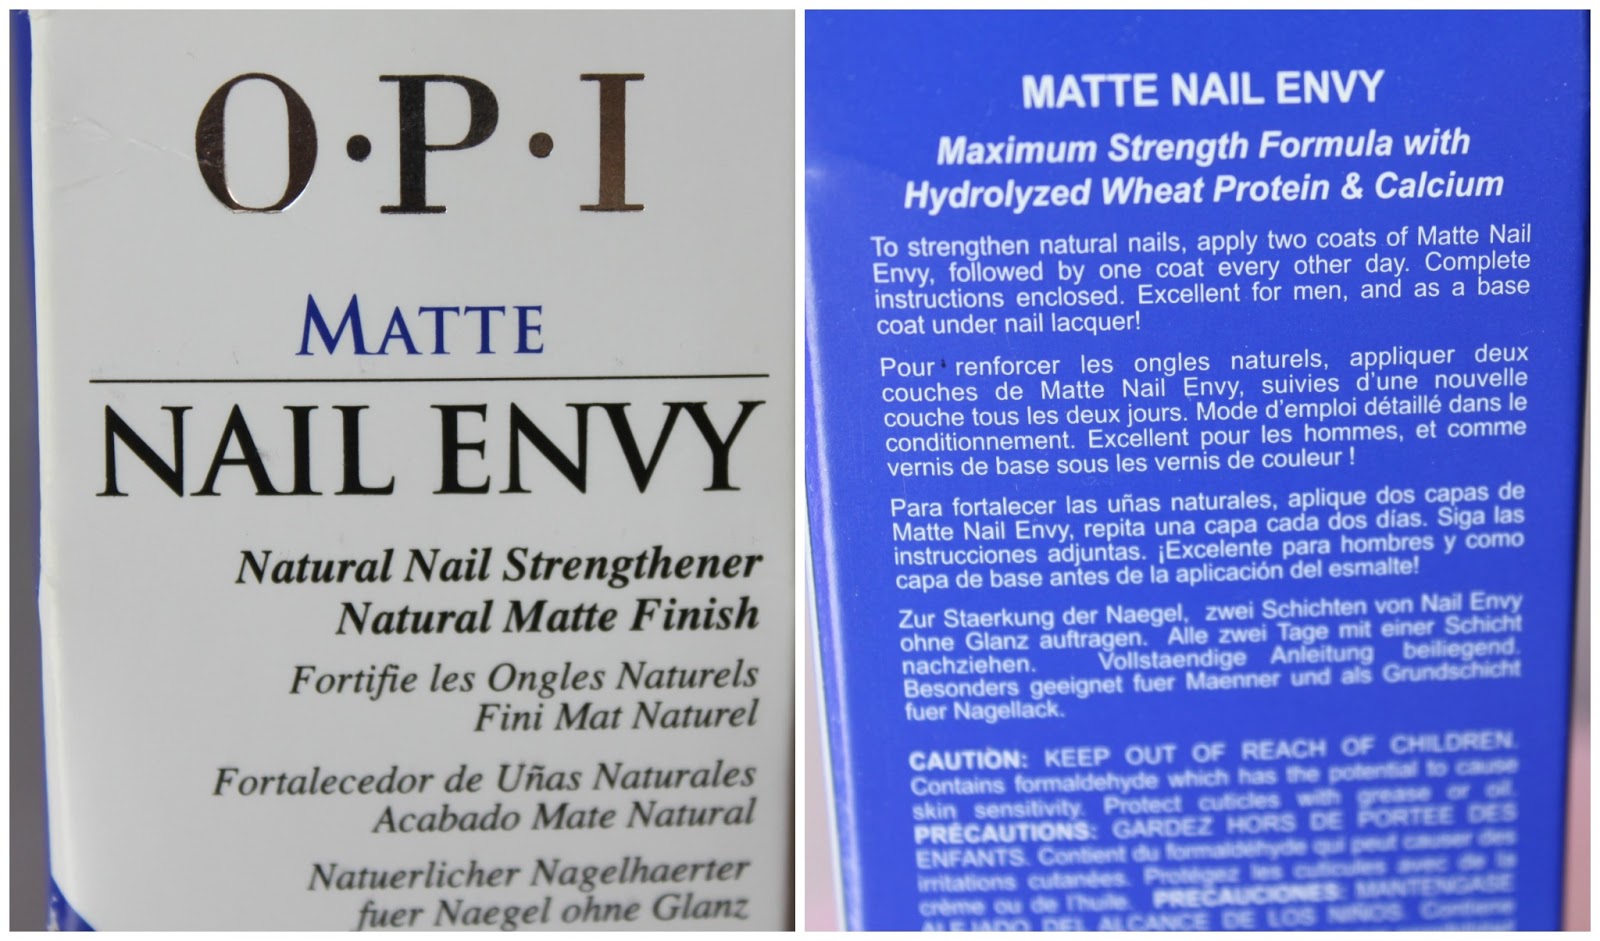 O·P·I
MATTE
NAIL ENVY
Natural Nail Strengthener
Natural Matte Finish
Fortifie les Ongles Naturels
Fini Mat Naturel
Fortalecedor de Uñas Naturales
Acabado Mate Natural
Natuerlicher Nagelhaerter
fuer Naegel ohne Glanz
MATTE NAIL ENVY
Maximum Strength Formula with
Hydrolyzed Wheat Protein & Calcium
To strengthen natural nails, apply two coats of Matte Nail
Envy, followed by one coat every other day. Complete
instructions enclosed. Excellent for men, and as a base
coat under nail lacquer!
Pour renforcer les ongles naturels, appliquer deux
couches de Matte Nail Envy, suivies d'une nouvelle
couche tous les deux jours. Mode d'emploi détaillé dans le
conditionnement. Excellent pour les hommes, et comme
vernis de base sous les vernis de couleur !
Para fortalecer las uñas naturales, aplique dos capas de
Matte Nail Envy, repita una capa cada dos días. Siga las
instrucciones adjuntas. ¡Excelente para hombres y como
capa de base antes de la aplicación del esmalte!
Zur Staerkung der Naegel, zwei Schichten von Nail Envy
ohne Glanz auftragen. Alle zwei Tage mit einer Schicht
nachziehen. Vollstaendige Anleitung beiliegend.
Besonders geeignet fuer Maenner und als Grundschicht
fuer Nagellack.
CAUTION: KEEP OUT OF REACH OF CHILDREN.
Contains formaldehyde which has the potential to cause
skin sensitivity. Protect cuticles with grease or oil.
PRÉCAUTIONS: GARDEZ HORS DE PORTEE DES
ENFANTS. Contient du formaldéhyde qui peut causer des
irritations cutanées. Protégez les cuticules avec de la
crème ou de l'huile. PRECAUCIONES: MANTENGASE
ALEJADO DEL ALCANCE DE LOS NIÑOS. Contiene